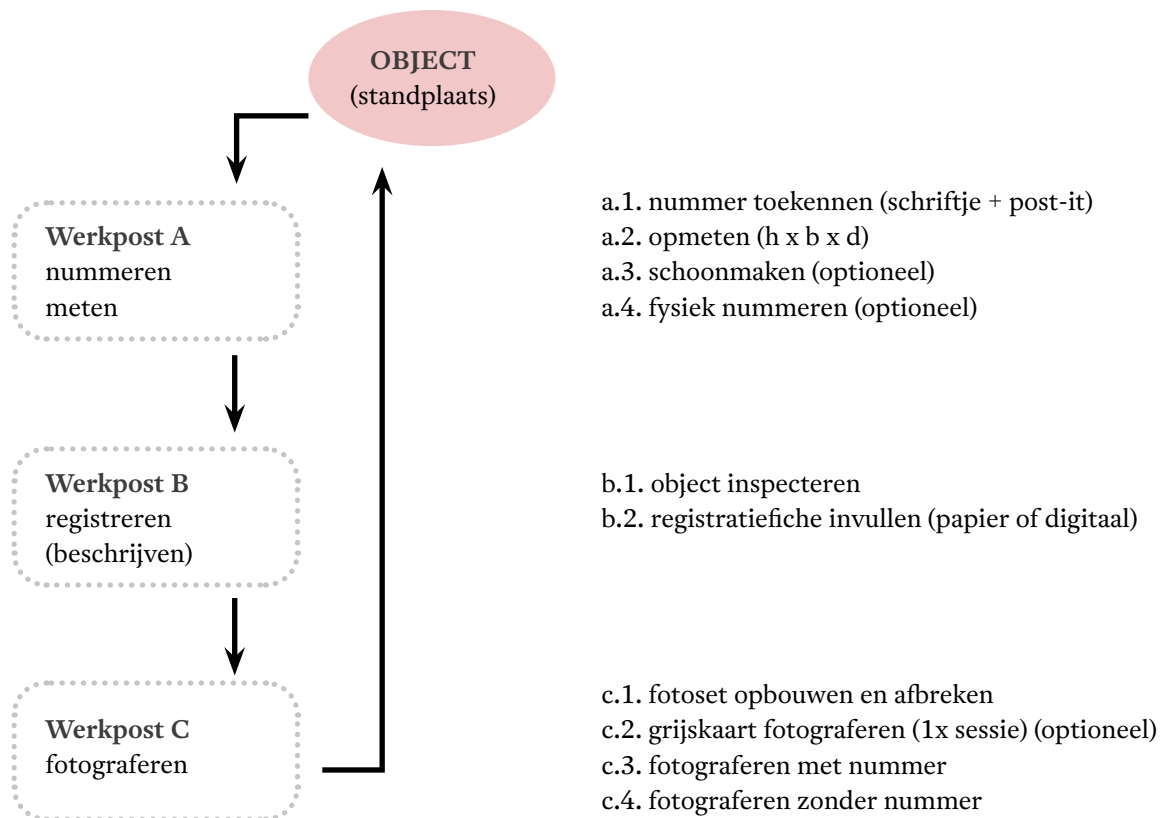 OBJECT
(standplaats)
Werkpost A
nummeren
meten
a.1. nummer toekennen (schriftje + post-it)
a.2. opmeten (h x b x d)
a.3. schoonmaken (optioneel)
a.4. fysiek nummeren (optioneel)
Werkpost B
registreren
(beschrijven)
b.1. object inspecteren
b.2. registratiefiche invullen (papier of digitaal)
Werkpost C
fotograferen
c.1. fotoset opbouwen en afbreken
c.2. grijskaart fotograferen (1x sessie) (optioneel)
c.3. fotograferen met nummer
c.4. fotograferen zonder nummer